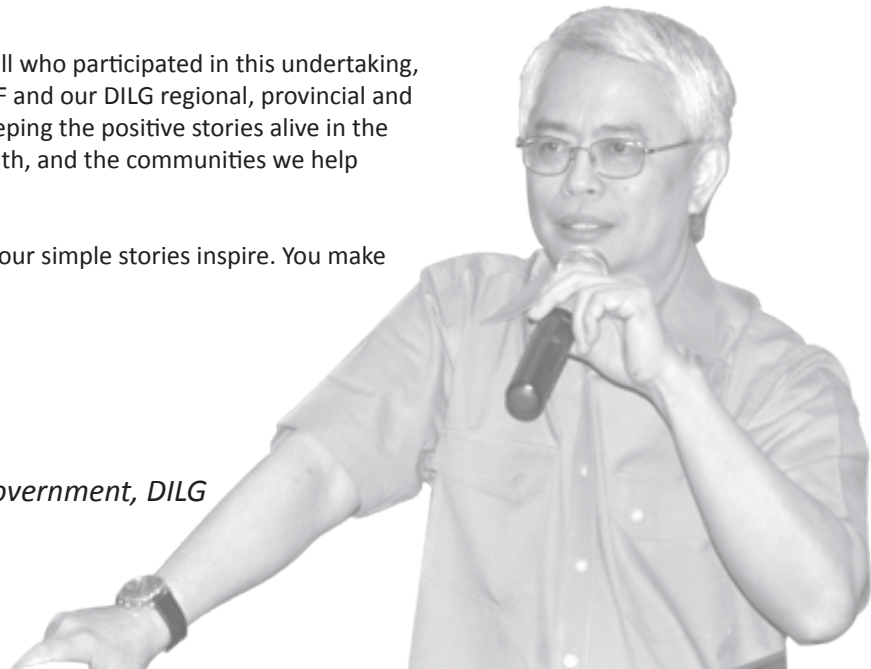 ll who participated in this undertaking,
F and our DILG regional, provincial and
eping the positive stories alive in the
th, and the communities we help
our simple stories inspire. You make
overnment, DILG